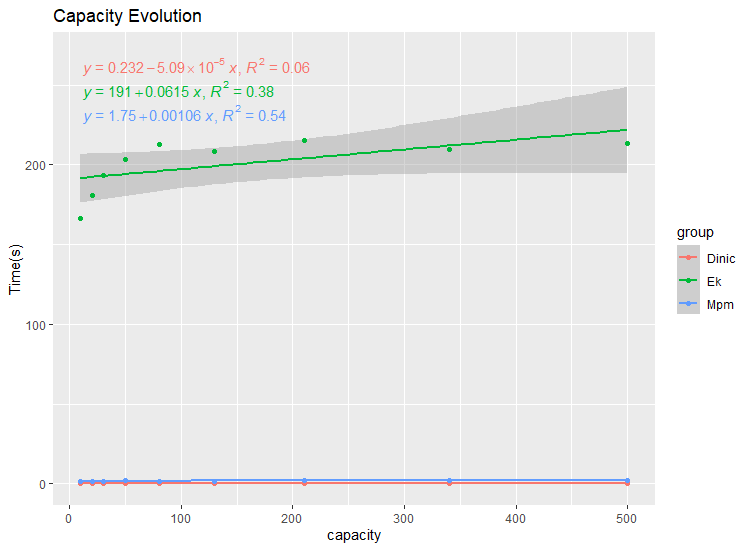 Capacity Evolution
y = 0.232 − 5.09 × 10⁻⁵ x, R² = 0.06
y = 191 + 0.0615 x, R² = 0.38
y = 1.75 + 0.00106 x, R² = 0.54
Time(s)
200
100
0
0 100 200 300 400 500
capacity
group
Dinic
Ek
Mpm